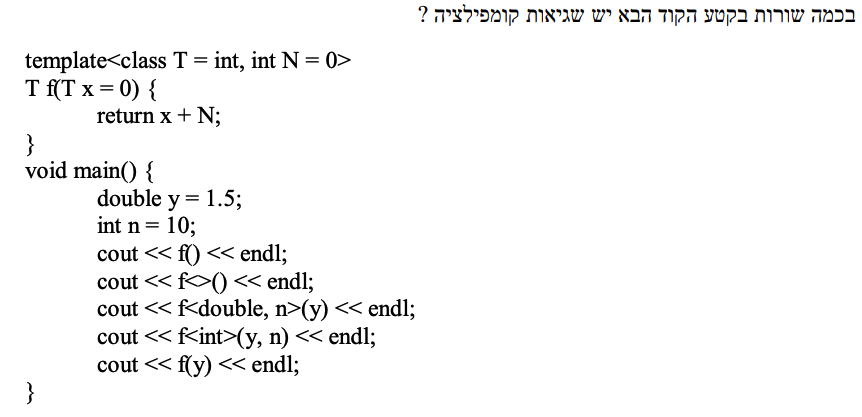 בכמה שורות בקטע הקוד הבא יש שגיאות קומפילציה ?
template<class T = int, int N = 0>
T f(T x = 0) {
return x + N;
}
void main() {
double y = 1.5;
int n = 10;
cout << f() << endl;
cout << f<>() << endl;
cout << f<double, n>(y) << endl;
cout << f<int>(y, n) << endl;
cout << f(y) << endl;
}